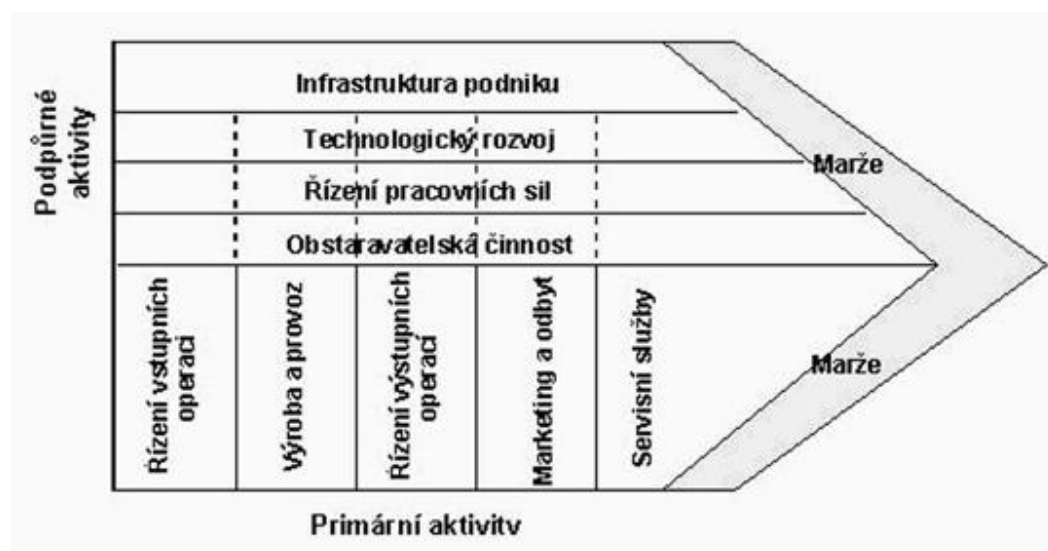 Podpůrné
aktivity
Infrastruktura podniku
Technologický rozvoj
Řízení pracovních sil
Obstaravatelská činnost
Marže
Řízení vstupních
operací
Výroba a provoz
Řízení výstupních
operací
Marketing a odbyt
Servisní služby
Marže
Primární aktivity